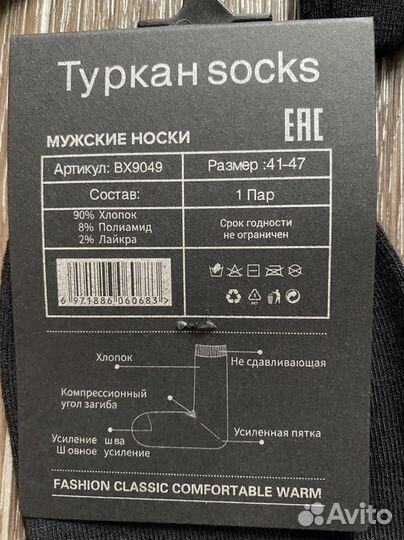 Туркан socks
МУЖСКИЕ НОСКИ
EAC
Артикул: BX9049
Размер :41-47
Состав:
1 Пар
90% Хлопок
8% Полиамид
2% Лайкра
Срок годности
не ограничен
6 971886 060683 >
PET
Хлопок
Не сдавливающая
Компрессионный
угол загиба
Усиление шва
Шовное усиление
Усиленная пятка
FASHION CLASSIC COMFORTABLE WARM
Avito